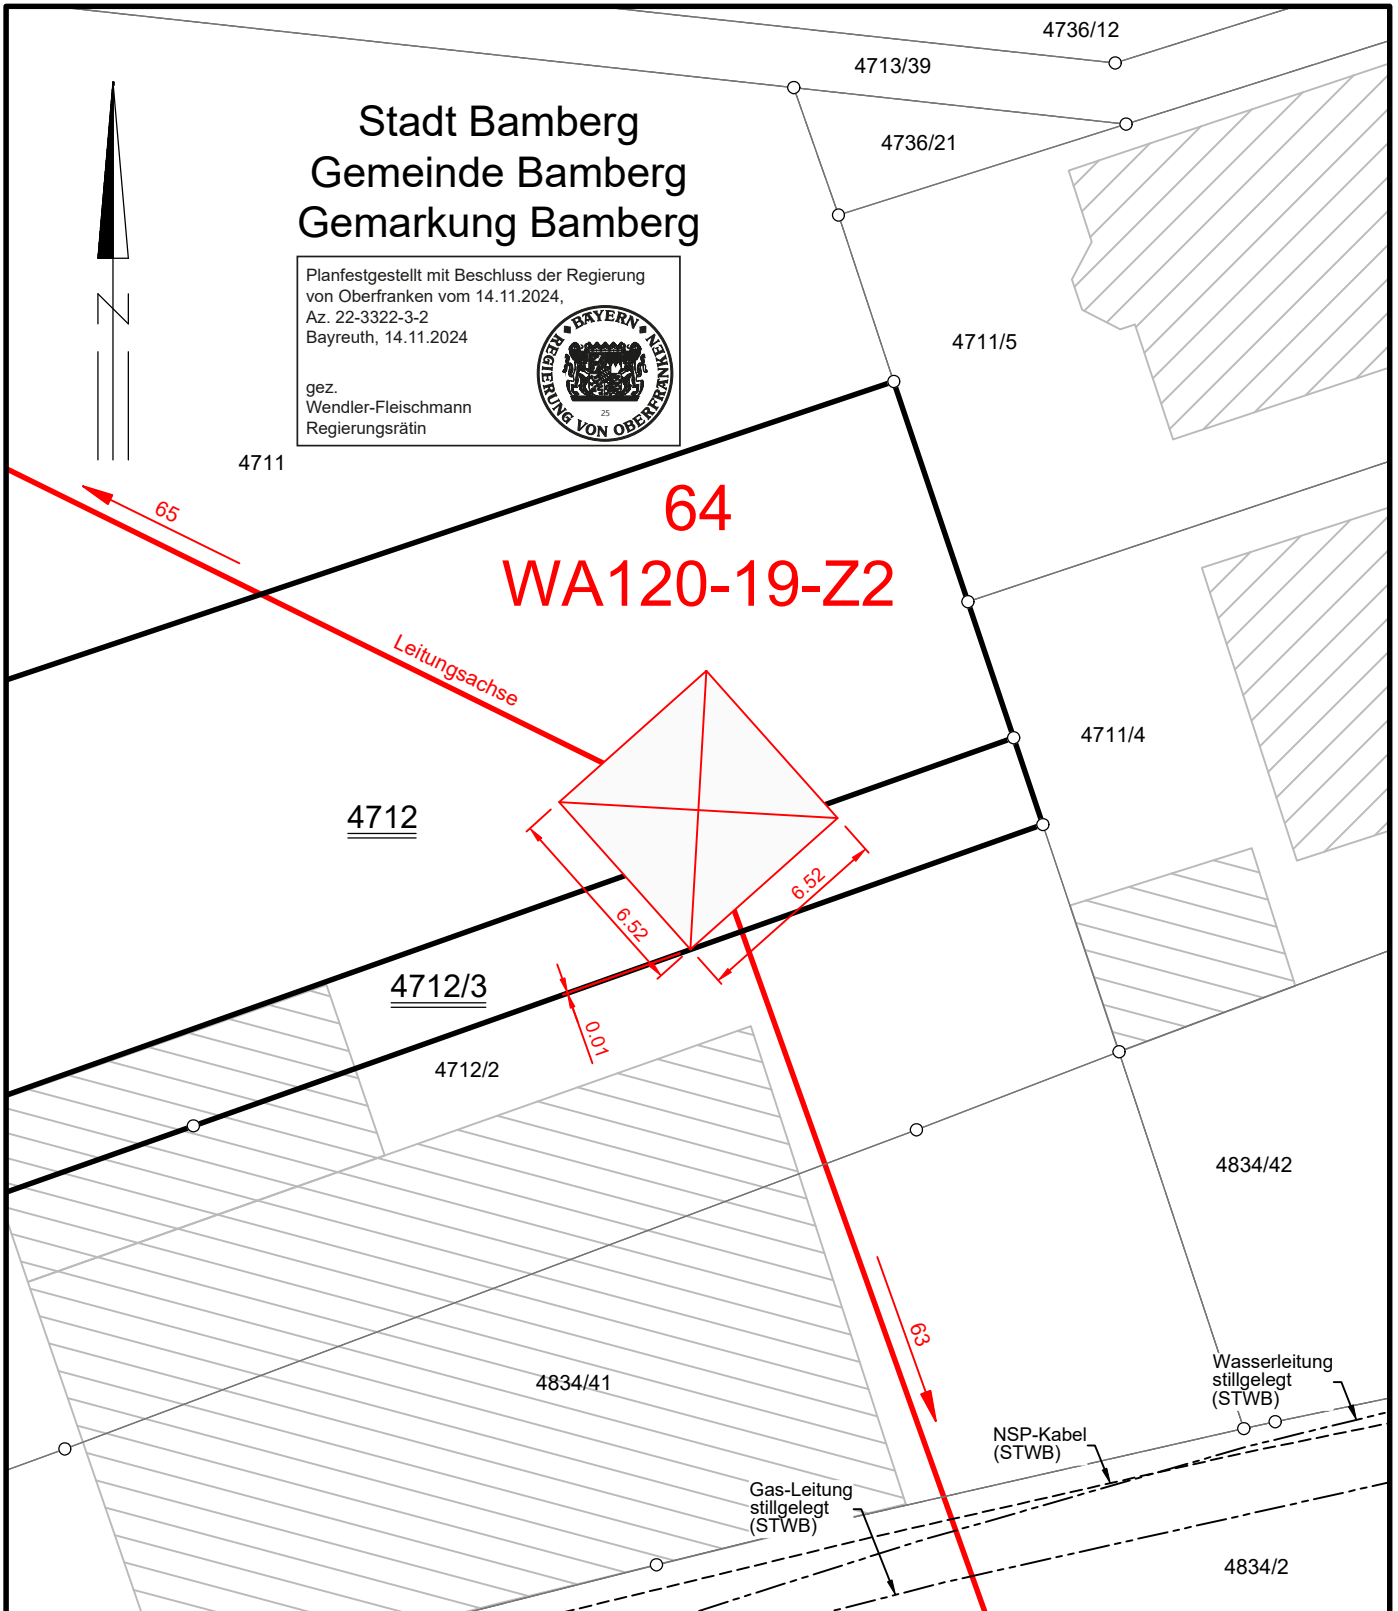 4736/12
4713/39
4736/21
Stadt Bamberg
Gemeinde Bamberg
Gemarkung Bamberg
N
Planfestgestellt mit Beschluss der Regierung
von Oberfranken vom 14.11.2024,
Az. 22-3322-3-2
Bayreuth, 14.11.2024
gez.
Wendler-Fleischmann
Regierungsrätin
BAYERN
REGIERUNG VON OBERFRANKEN
25
4711/5
4711
65
64
WA120-19-Z2
Leitungsachse
4711/4
4712
6.52
6.52
4712/3
0.01
4712/2
4834/42
63
4834/41
Wasserleitung
stillgelegt
(STWB)
NSP-Kabel
(STWB)
Gas-Leitung
stillgelegt
(STWB)
4834/2